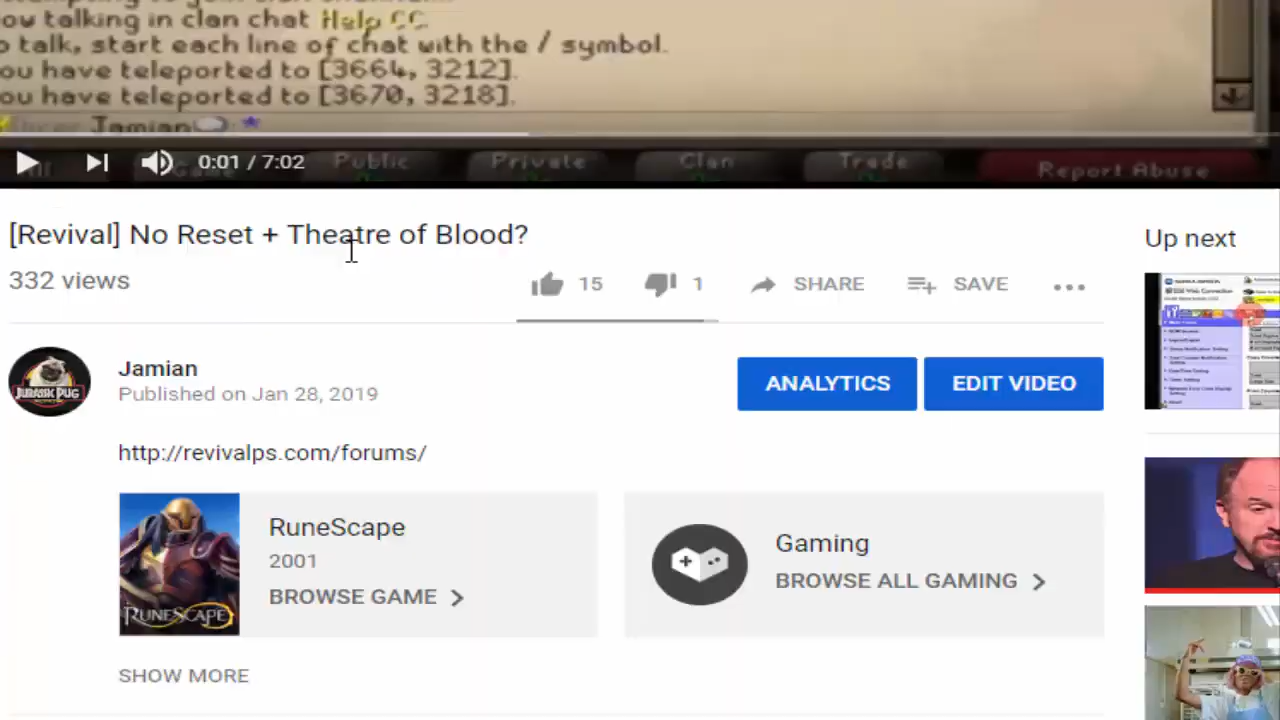 ow talking in clan chat Help CC
o talk, start each line of chat with the / symbol.
ou have teleported to [3664, 3212].
ou have teleported to [3670, 3218].
Jamian
0:01 / 7:02
Public
Private
Clan
Trade
Report Abuse
[Revival] No Reset + Theatre of Blood?
332 views
15
1
SHARE
SAVE
Up next
Jamian
Published on Jan 28, 2019
ANALYTICS
EDIT VIDEO
JURASSIC PUG
http://revivalps.com/forums/
RuneScape
2001
BROWSE GAME
RUNESCAPE
Gaming
BROWSE ALL GAMING
SHOW MORE